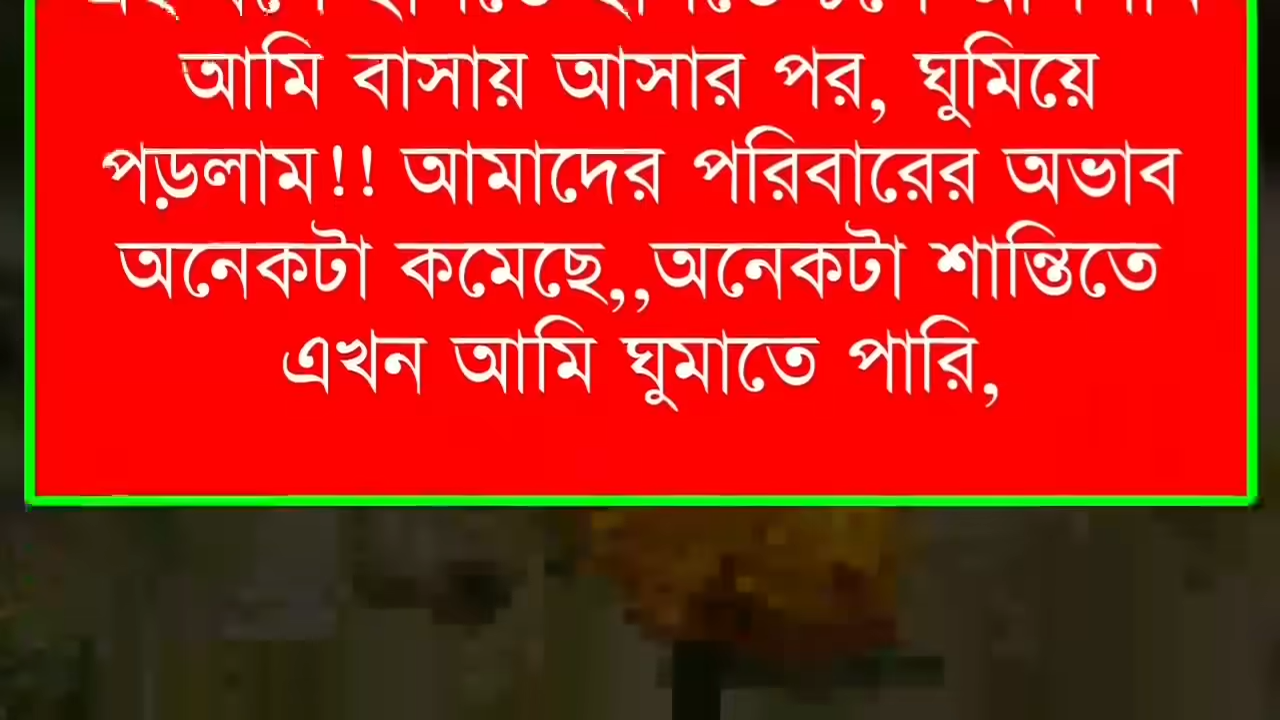 আমি বাসায় আসার পর, ঘুমিয়ে
পড়লাম!! আমাদের পরিবারের অভাব
অনেকটা কমেছে,,অনেকটা শান্তিতে
এখন আমি ঘুমাতে পারি,